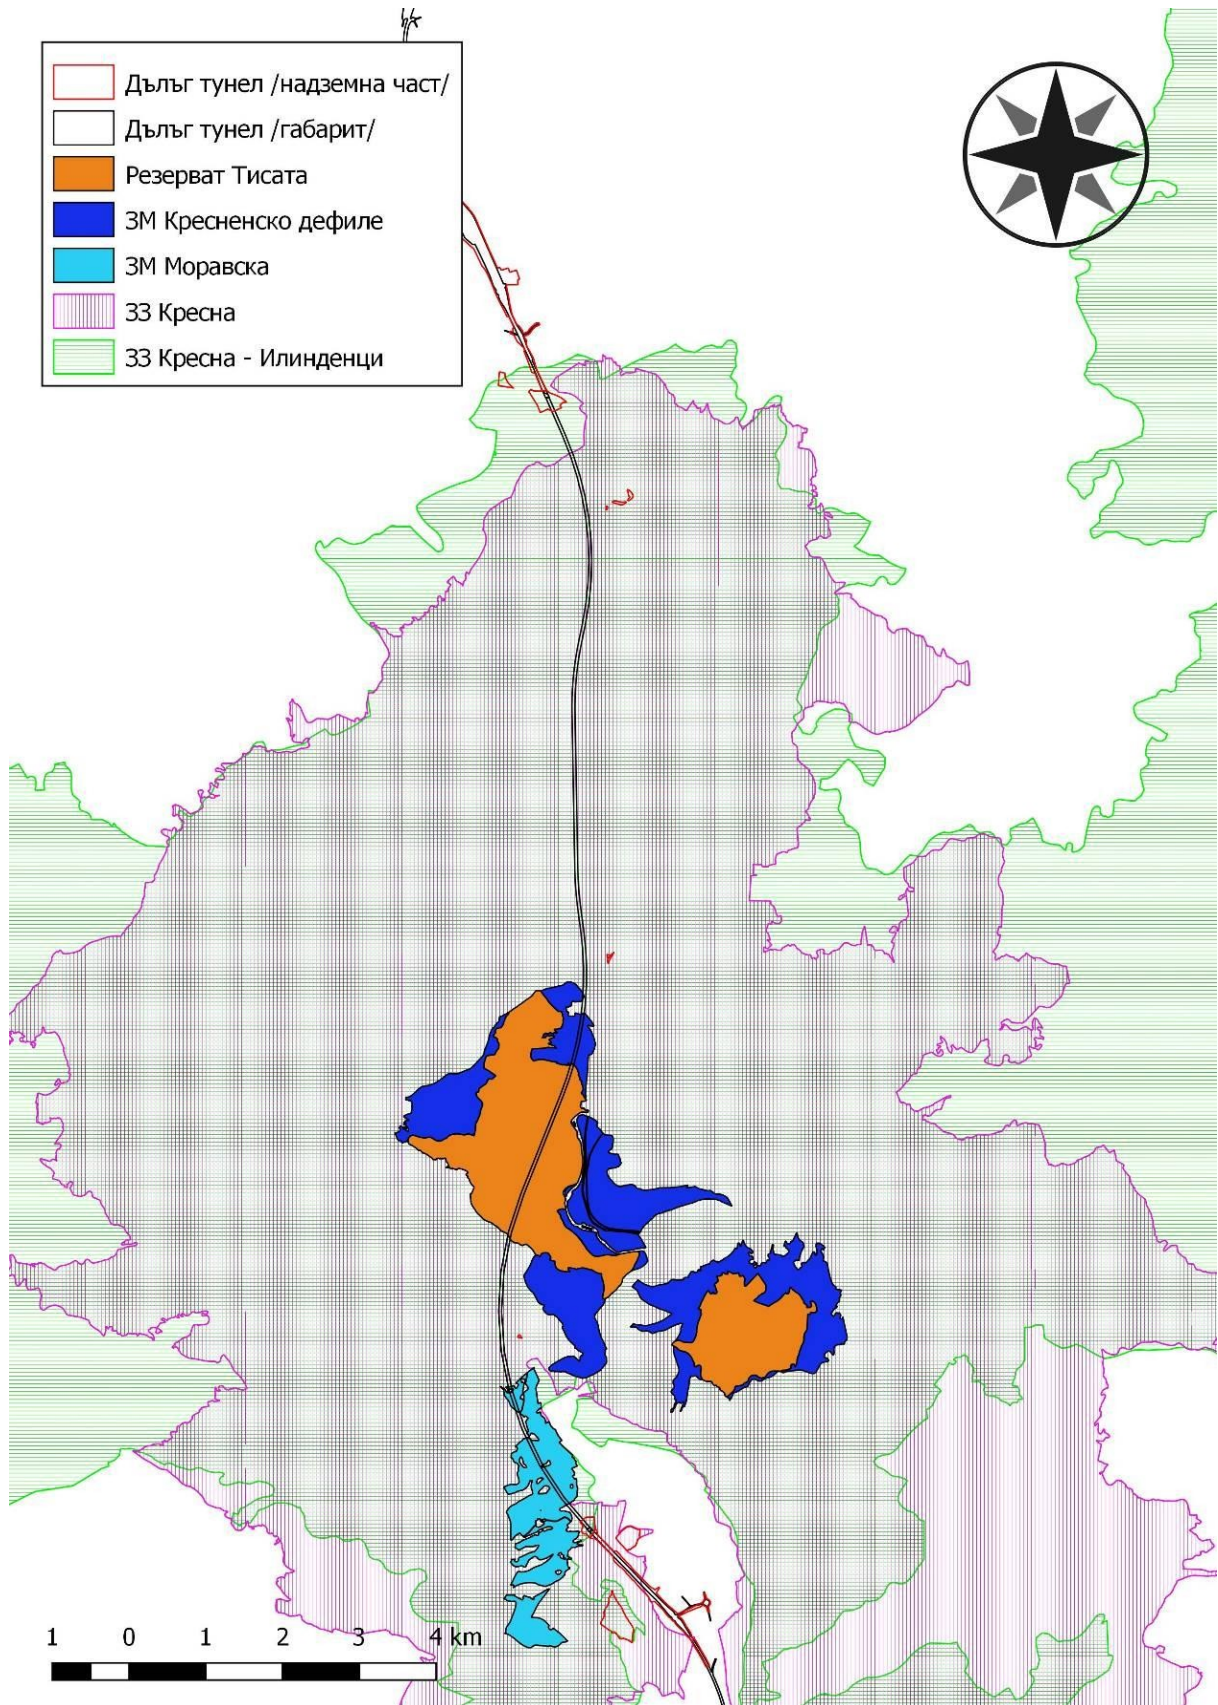 Дълъг тунел /надземна част/
Дълъг тунел /габарит/
Резерват Тисата
ЗМ Кресненско дефиле
ЗМ Моравска
ЗЗ Кресна
ЗЗ Кресна - Илинденци
1 0 1 2 3 4 km